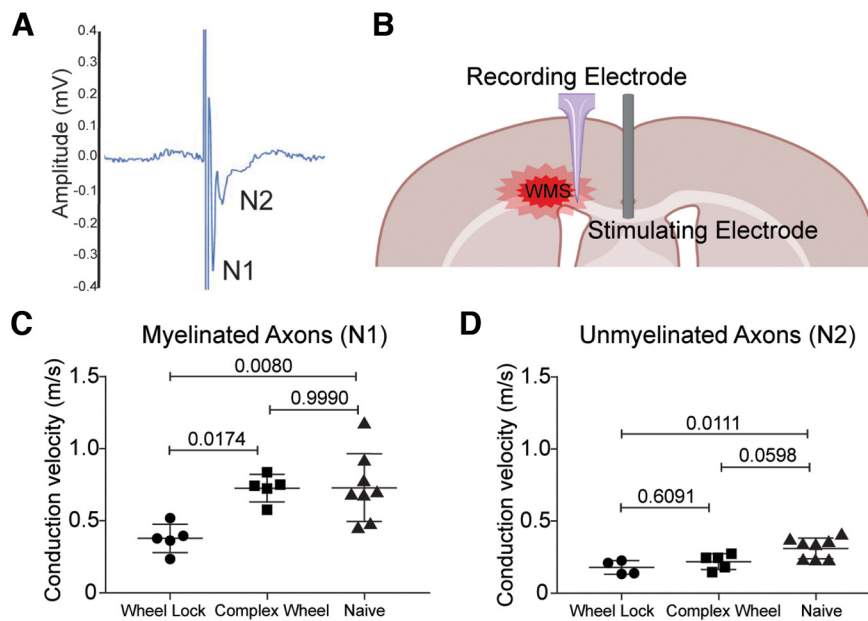 A
Amplitude (mV)
0.4
0.3
0.2
0.1
0.0
-0.1
-0.2
-0.3
-0.4
N2
N1
B
Recording Electrode
WMS
Stimulating Electrode
C
Myelinated Axons (N1)
Conduction velocity (m/s)
1.5
1.0
0.5
0
0.0080
0.9990
0.0174
Wheel Lock
Complex Wheel
Naive
D
Unmyelinated Axons (N2)
Conduction velocity (m/s)
1.5
1.0
0.5
0
0.0111
0.0598
0.6091
Wheel Lock
Complex Wheel
Naive